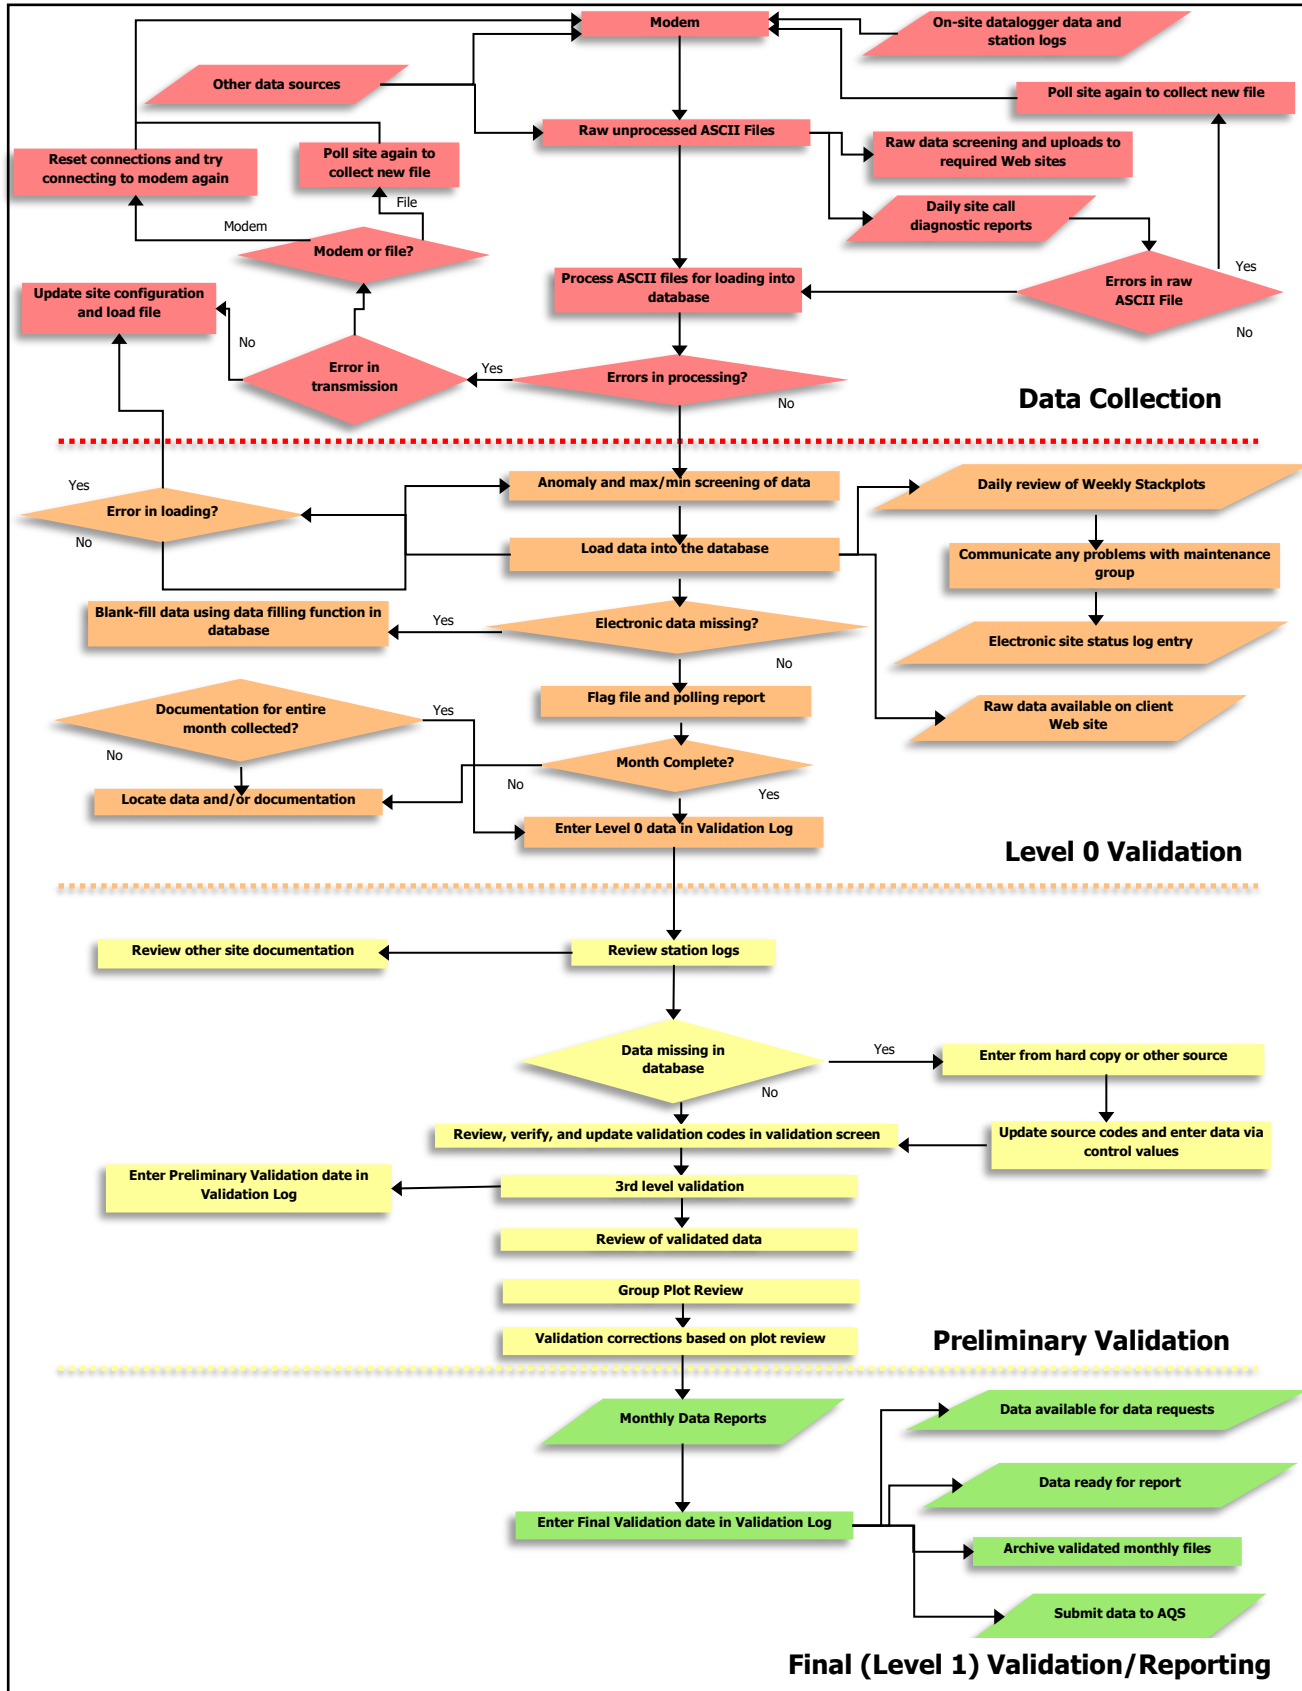 Modem
On-site datalogger data and
station logs
Other data sources
Poll site again to collect new file
Raw unprocessed ASCII Files
Raw data screening and uploads to
required Web sites
Reset connections and try
connecting to modem again
Poll site again to
collect new file
File
Modem
Daily site call
diagnostic reports
Modem or file?
Process ASCII files for loading into
database
Errors in raw
ASCII File
Yes
No
Update site configuration
and load file
No
Error in
transmission
Yes
Errors in processing?
No
Data Collection
Anomaly and max/min screening of data
Daily review of Weekly Stackplots
Yes
Error in loading?
No
Load data into the database
Communicate any problems with maintenance
group
Blank-fill data using data filling function in
database
Yes
Electronic data missing?
No
Electronic site status log entry
Flag file and polling report
Documentation for entire
month collected?
Yes
No
Raw data available on client
Web site
Month Complete?
No
Yes
Locate data and/or documentation
Enter Level 0 data in Validation Log
Level 0 Validation
Review other site documentation
Review station logs
Data missing in
database
Yes
No
Enter from hard copy or other source
Review, verify, and update validation codes in validation screen
Update source codes and enter data via
control values
Enter Preliminary Validation date in
Validation Log
3rd level validation
Review of validated data
Group Plot Review
Validation corrections based on plot review
Preliminary Validation
Monthly Data Reports
Data available for data requests
Data ready for report
Enter Final Validation date in Validation Log
Archive validated monthly files
Submit data to AQS
Final (Level 1) Validation/Reporting